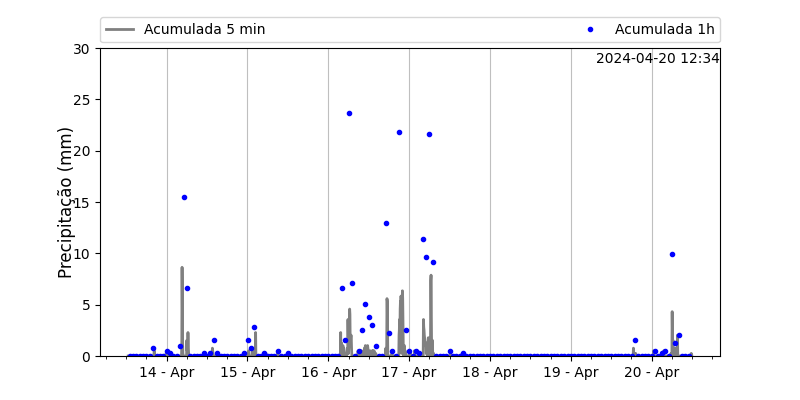 Acumulada 5 min
Acumulada 1h
2024-04-20 12:34
Precipitação (mm)
30
25
20
15
10
5
0
14 - Apr
15 - Apr
16 - Apr
17 - Apr
18 - Apr
19 - Apr
20 - Apr